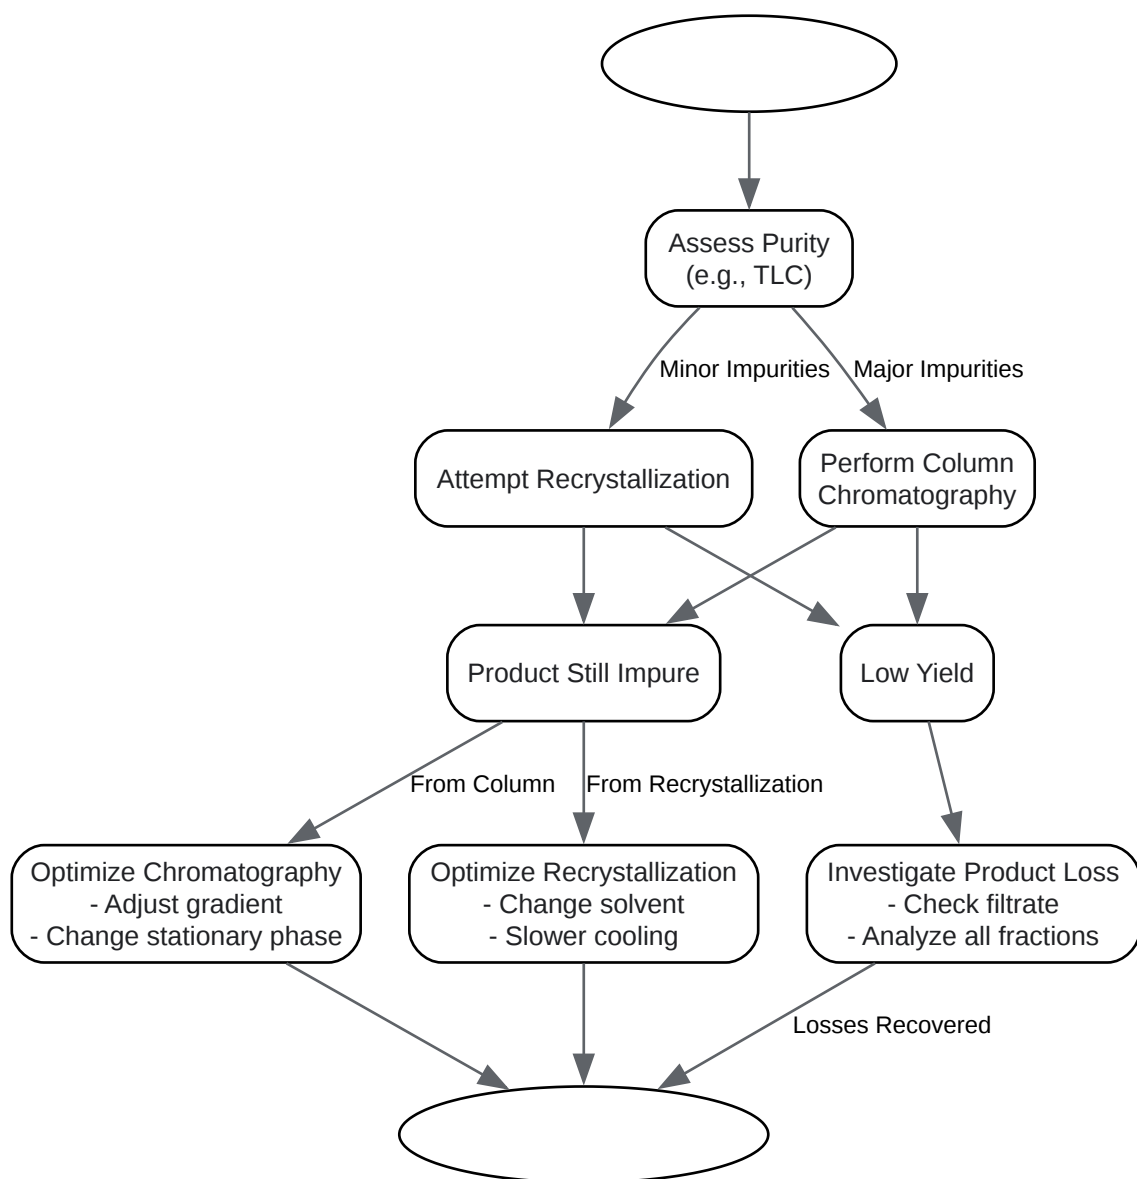 Assess Purity
(e.g., TLC)
Minor Impurities
Major Impurities
Attempt Recrystallization
Perform Column
Chromatography
Product Still Impure
Low Yield
From Column
From Recrystallization
Optimize Chromatography
- Adjust gradient
- Change stationary phase
Optimize Recrystallization
- Change solvent
- Slower cooling
Investigate Product Loss
- Check filtrate
- Analyze all fractions
Losses Recovered